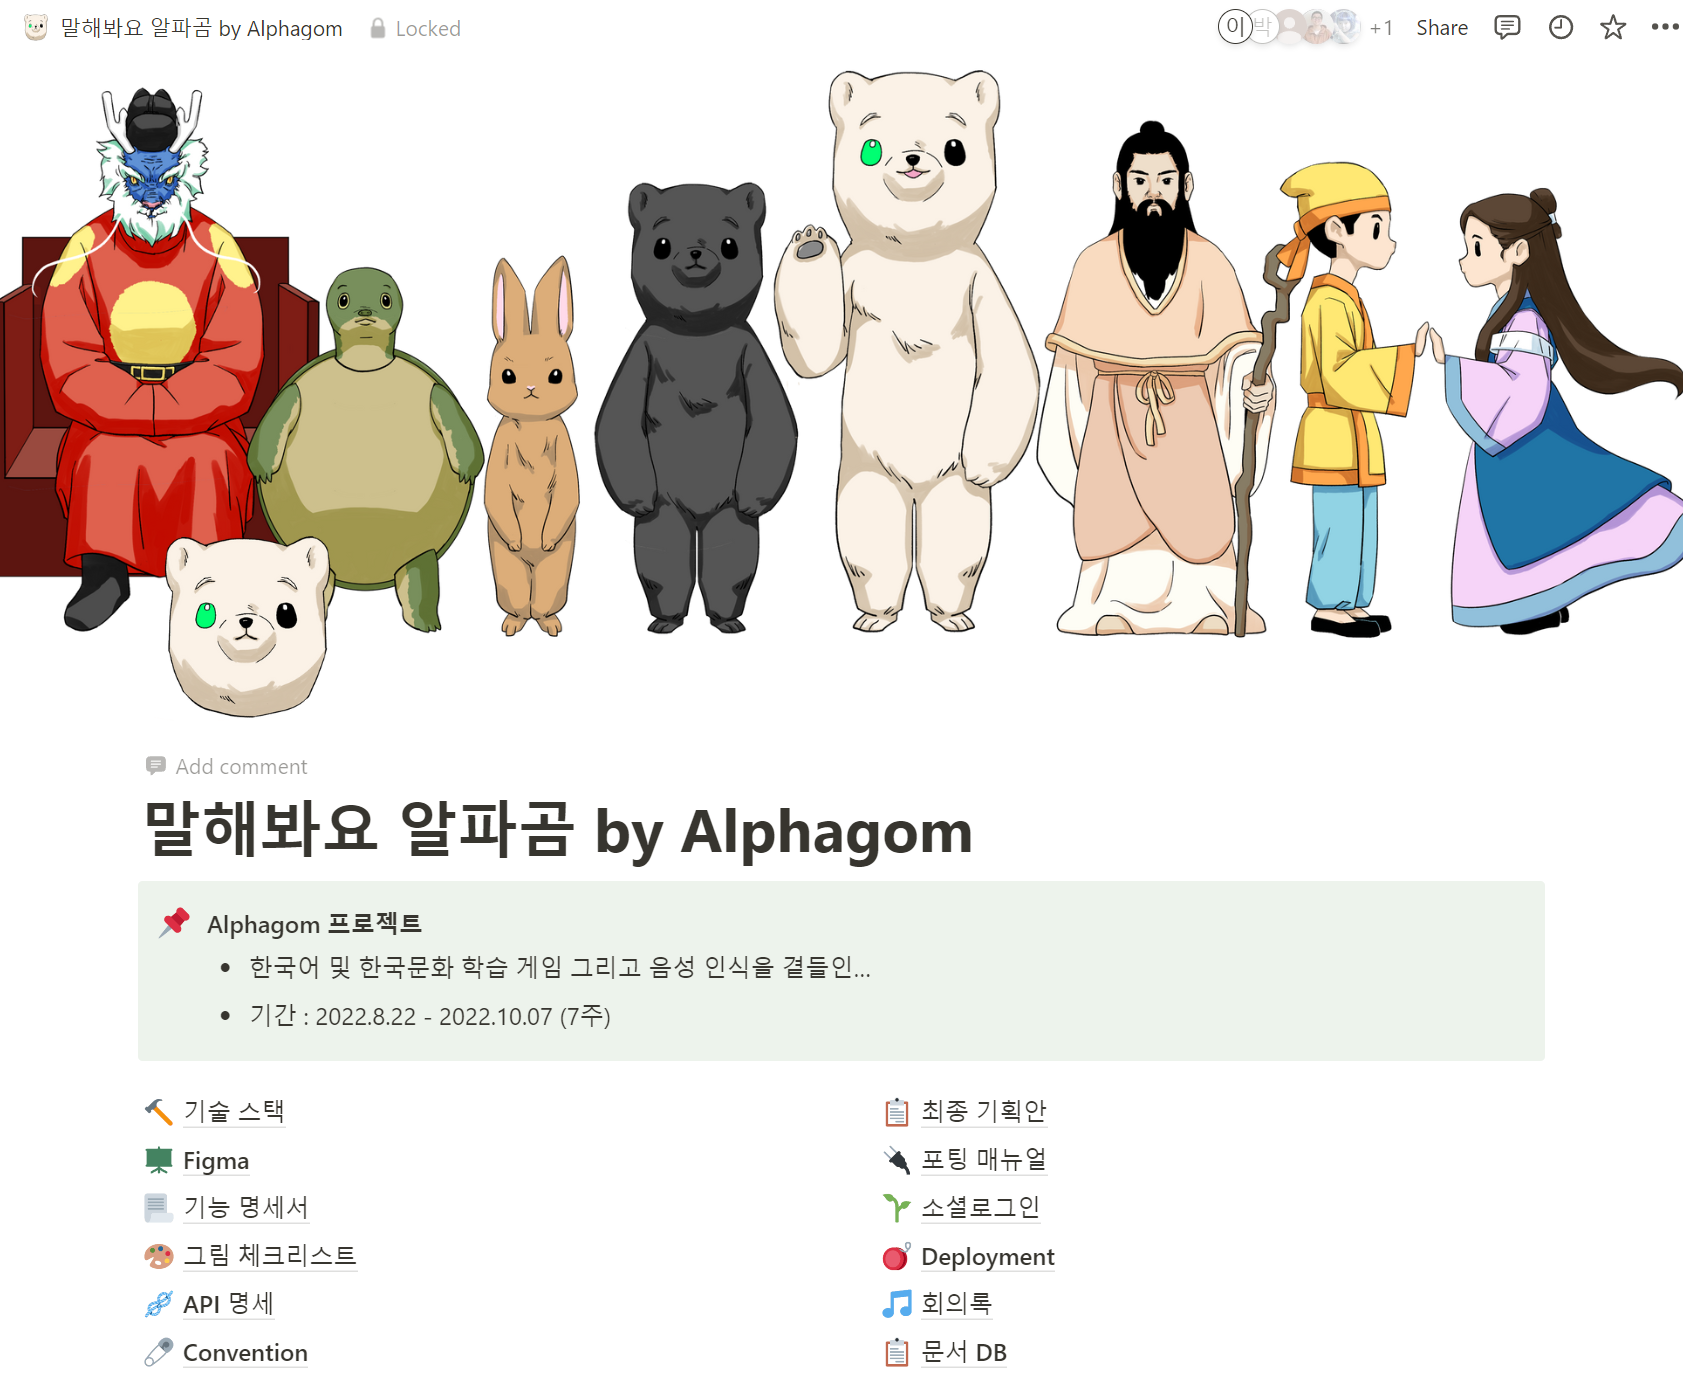 말해봐요 알파곰 by Alphagom
Locked
이 박 +1 Share
Add comment
말해봐요 알파곰 by Alphagom
Alphagom 프로젝트
한국어 및 한국문화 학습 게임 그리고 음성 인식을 곁들인...
기간 : 2022.8.22 - 2022.10.07 (7주)
기술 스택
Figma
기능 명세서
그림 체크리스트
API 명세
Convention
최종 기획안
포팅 매뉴얼
소셜로그인
Deployment
회의록
문서 DB